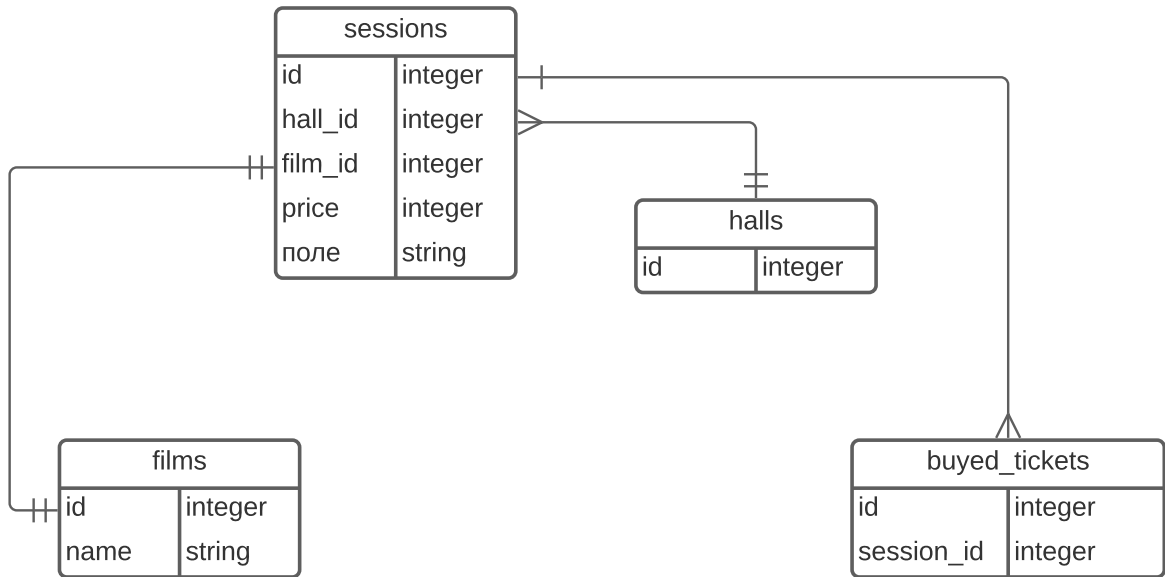 sessions
id integer
hall_id integer
film_id integer
price integer
поле string
halls
id integer
films
id integer
name string
buyed_tickets
id integer
session_id integer